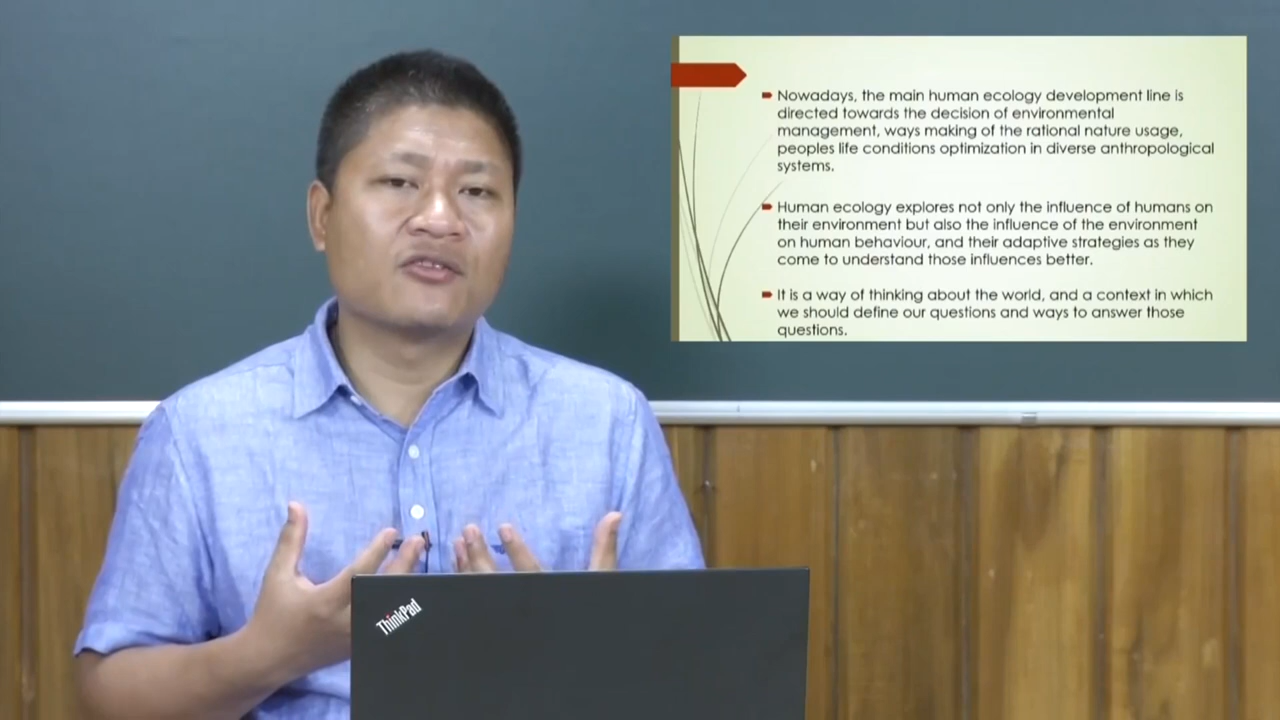 Nowadays, the main human ecology development line is
directed towards the decision of environmental
management, ways making of the rational nature usage,
peoples life conditions optimization in diverse anthropological
systems.
Human ecology explores not only the influence of humans on
their environment but also the influence of the environment
on human behaviour, and their adaptive strategies as they
come to understand those influences better.
It is a way of thinking about the world, and a context in which
we should define our questions and ways to answer those
questions.
ThinkPad